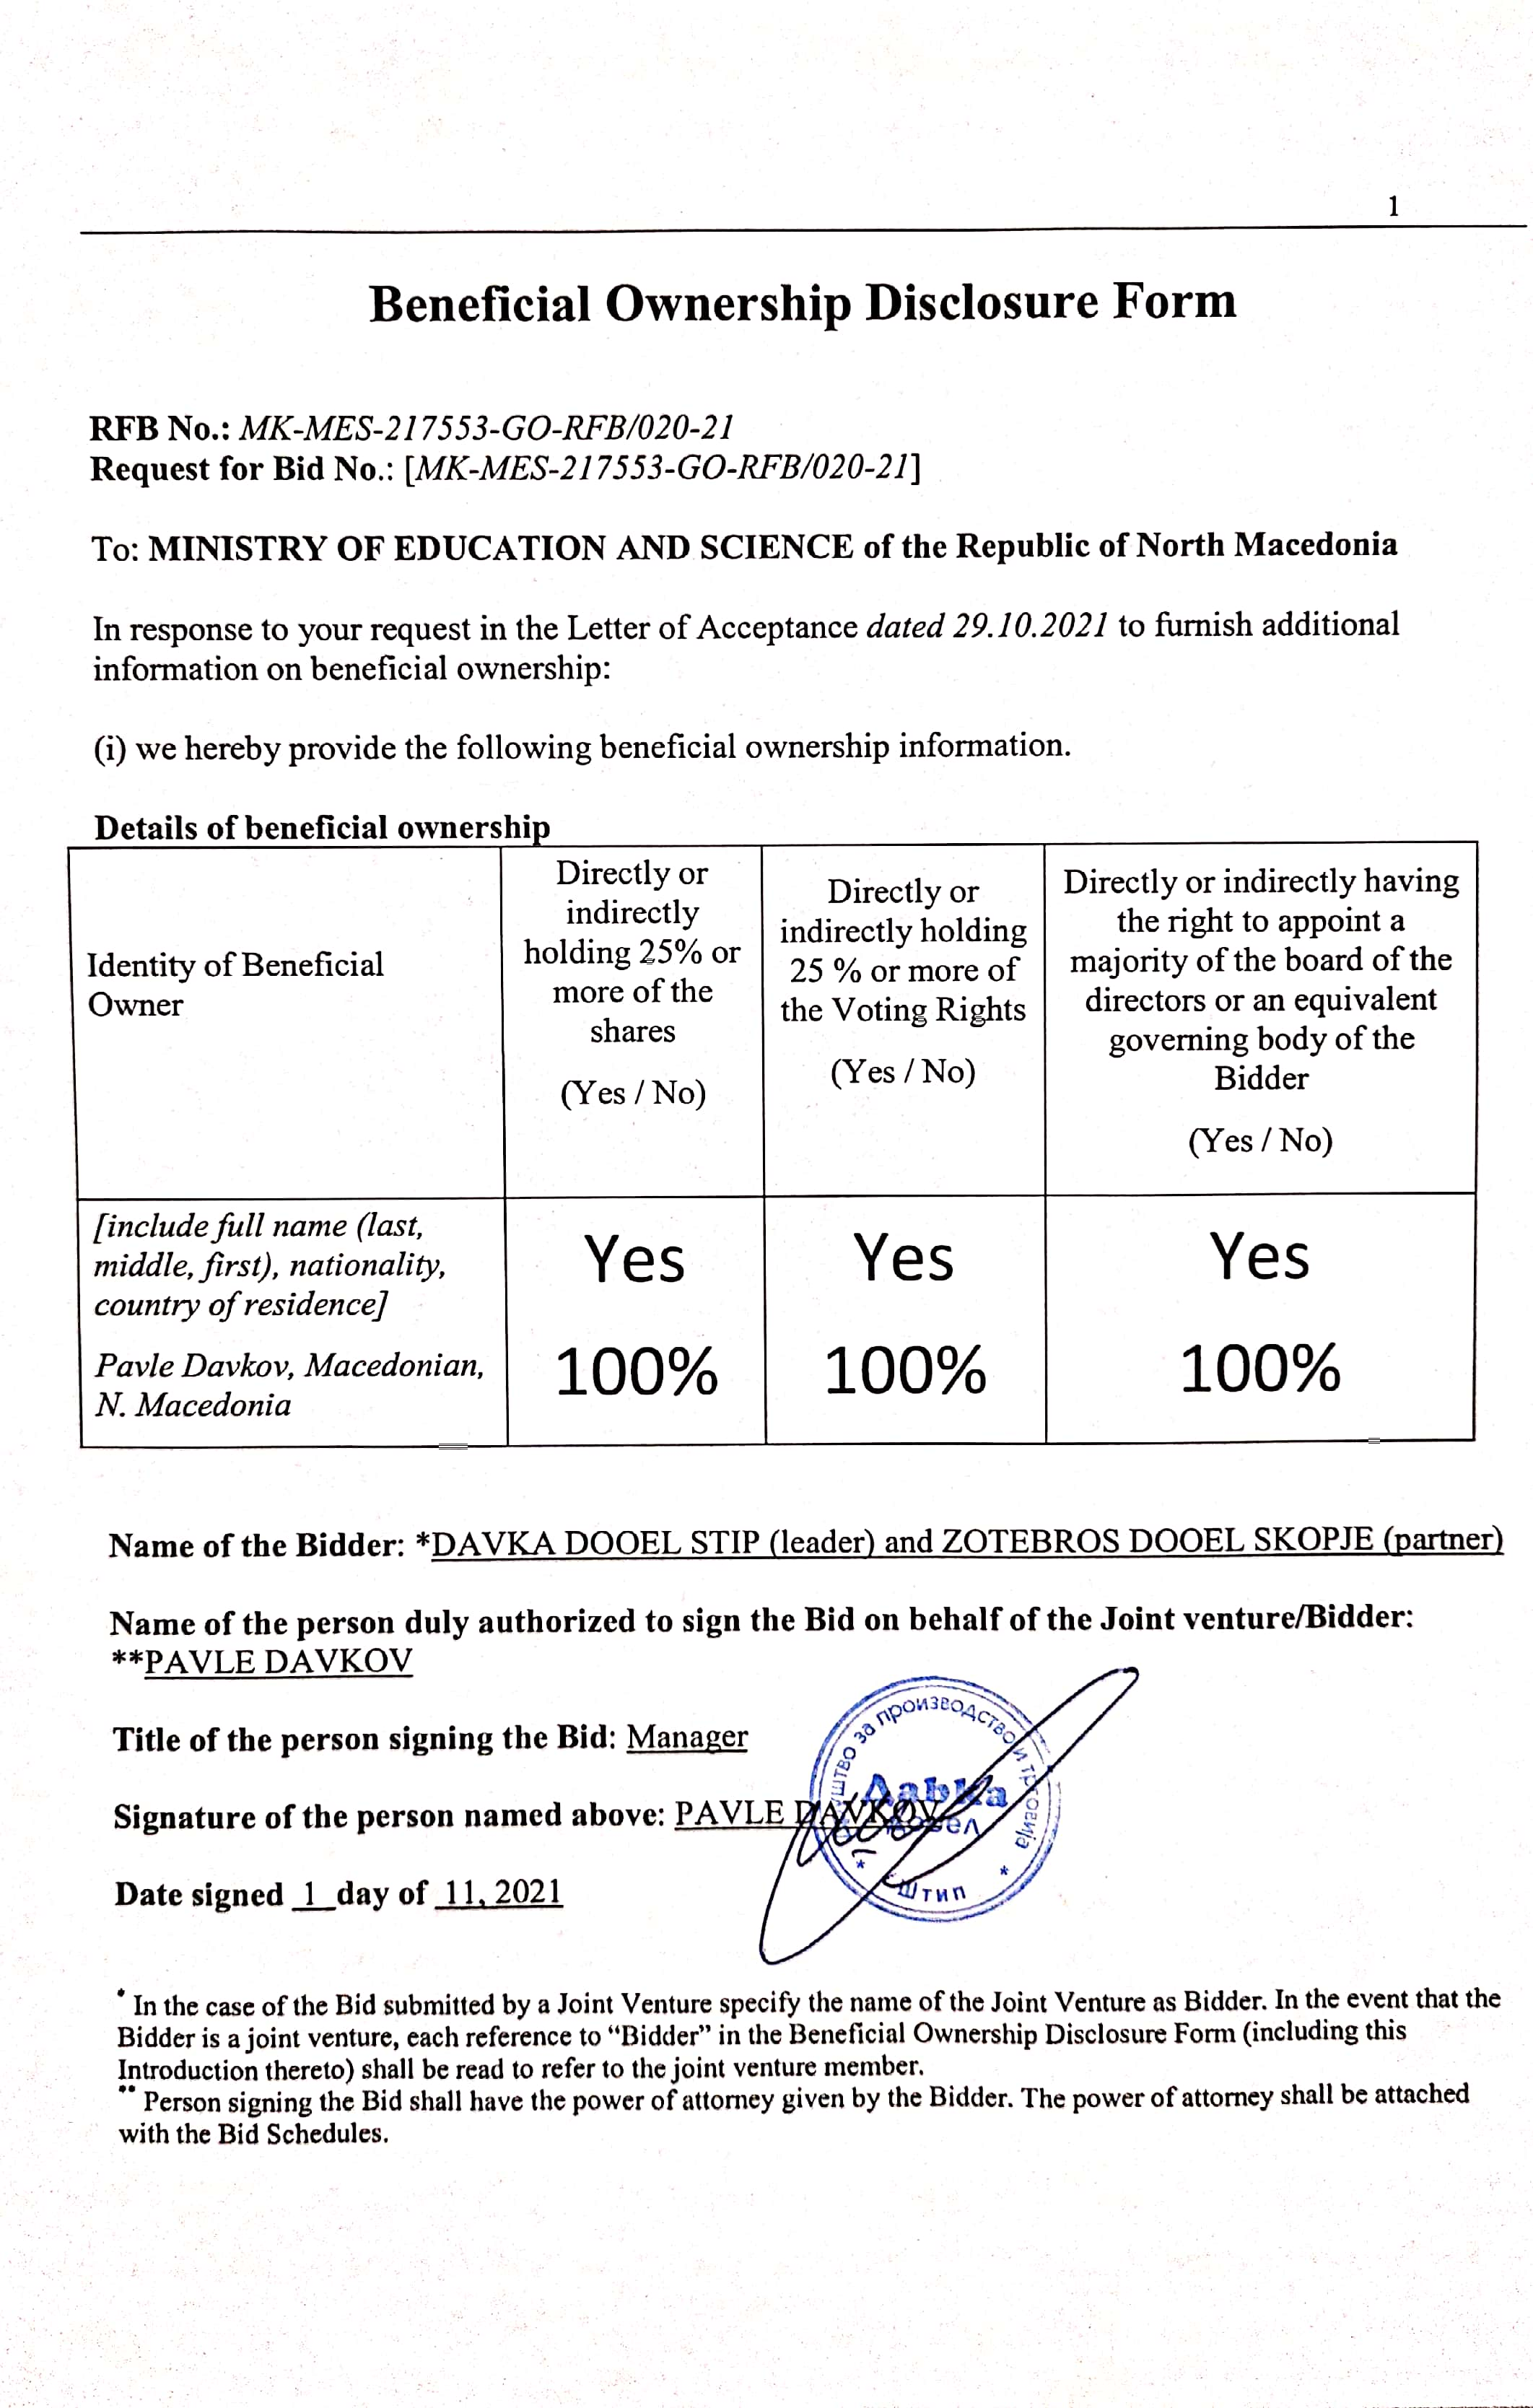 1
Beneficial Ownership Disclosure Form
RFB No.: MK-MES-217553-GO-RFB/020-21
Request for Bid No.: [MK-MES-217553-GO-RFB/020-21]
To: MINISTRY OF EDUCATION AND SCIENCE of the Republic of North Macedonia
In response to your request in the Letter of Acceptance dated 29.10.2021 to furnish additional
information on beneficial ownership:
(i) we hereby provide the following beneficial ownership information.
Details of beneficial ownership
Identity of Beneficial
Owner
Directly or
indirectly
holding 25% or
more of the
shares
(Yes / No)
Directly or
indirectly holding
25 % or more of
the Voting Rights
(Yes / No)
Directly or indirectly having
the right to appoint a
majority of the board of the
directors or an equivalent
governing body of the
Bidder
(Yes / No)
[include full name (last,
middle, first), nationality,
country of residence]
Pavle Davkov, Macedonian,
N. Macedonia
Yes
100%
Yes
100%
Yes
100%
Name of the Bidder: *DAVKA DOOEL STIP (leader) and ZOTEBROS DOOEL SKOPJE (partner)
Name of the person duly authorized to sign the Bid on behalf of the Joint venture/Bidder:
**PAVLE DAVKOV
Title of the person signing the Bid: Manager
Signature of the person named above: PAVLE DAVKOV
за производство и трговија
Штип
Date signed 1 day of 11, 2021
* In the case of the Bid submitted by a Joint Venture specify the name of the Joint Venture as Bidder. In the event that the
Bidder is a joint venture, each reference to “Bidder” in the Beneficial Ownership Disclosure Form (including this
Introduction thereto) shall be read to refer to the joint venture member.
** Person signing the Bid shall have the power of attorney given by the Bidder. The power of attorney shall be attached
with the Bid Schedules.